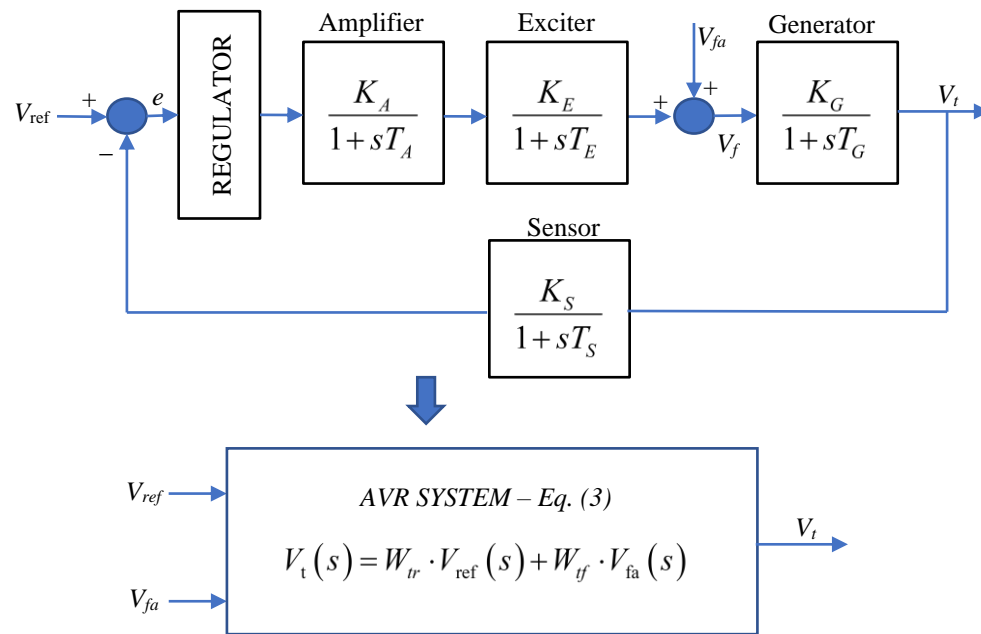 Amplifier
Exciter
Generator
V_fa
V_ref
+
e
−
REGULATOR
K_A
1 + sT_A
K_E
1 + sT_E
+
+
V_f
K_G
1 + sT_G
V_t
Sensor
K_S
1 + sT_S
V_ref
V_fa
AVR SYSTEM – Eq. (3)
V_t (s) = W_tr · V_ref (s) + W_tf · V_fa (s)
V_t